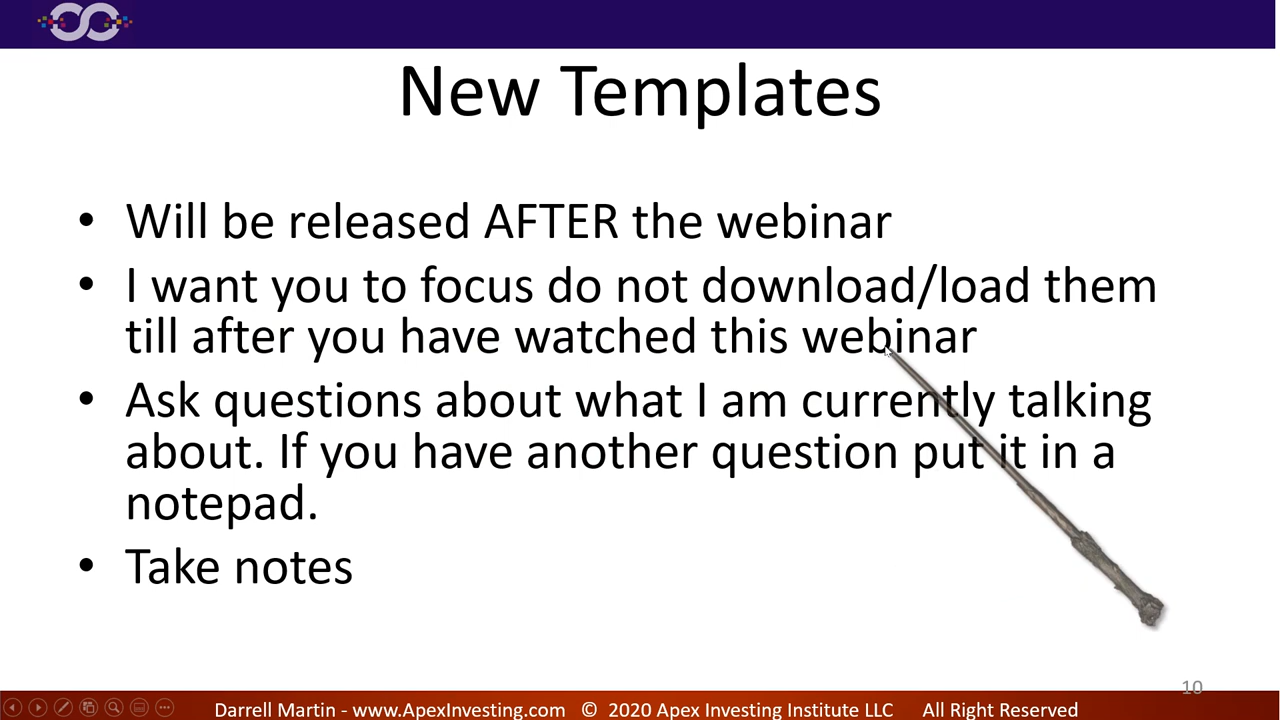 New Templates
• Will be released AFTER the webinar
• I want you to focus do not download/load them
till after you have watched this webinar
• Ask questions about what I am currently talking
about. If you have another question put it in a
notepad.
• Take notes
10
Darrell Martin - www.ApexInvesting.com © 2020 Apex Investing Institute LLC All Right Reserved